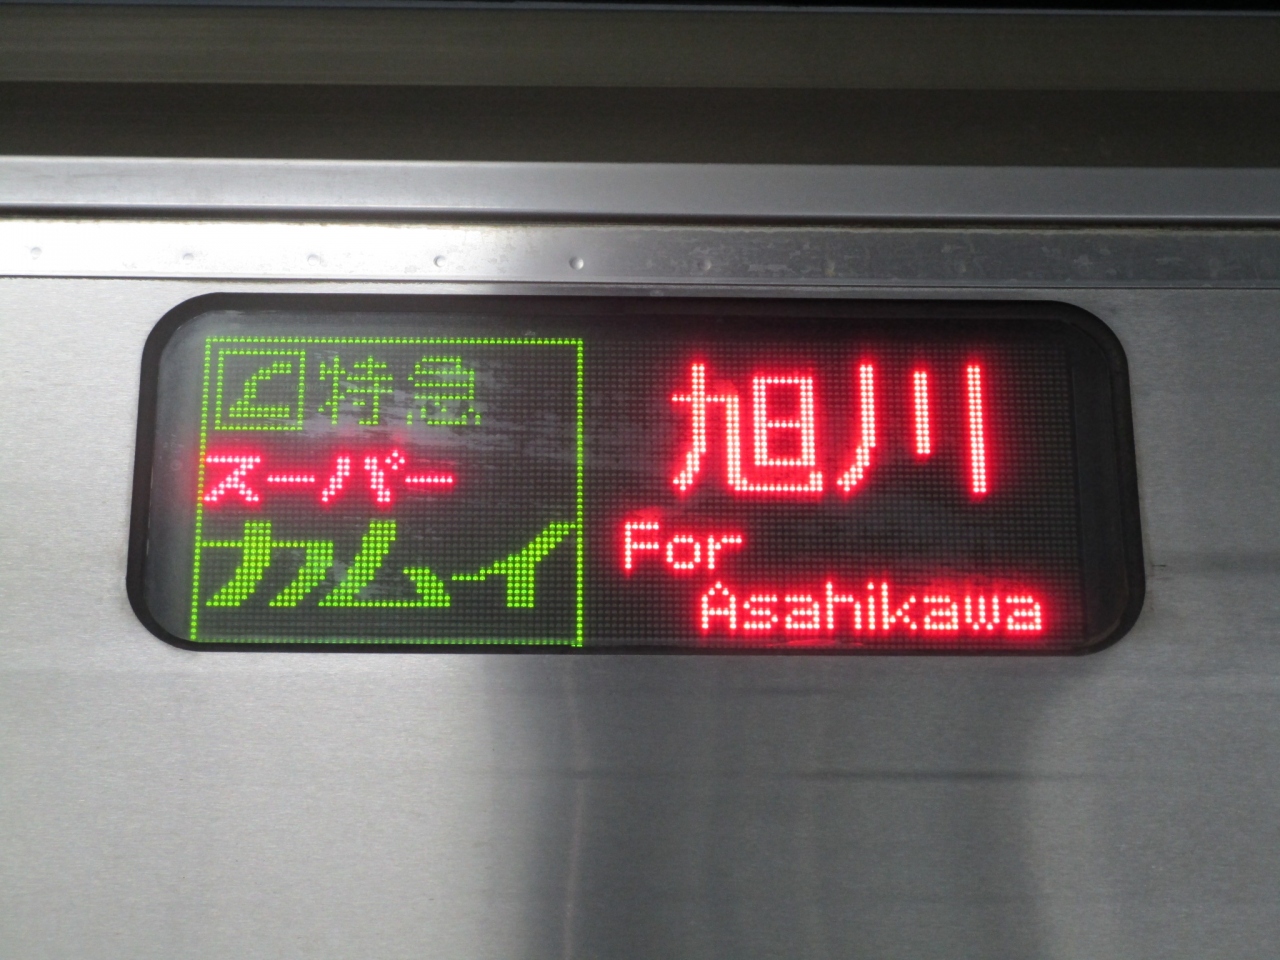 特急
スーパー
カムイ
旭川
For
Asahikawa